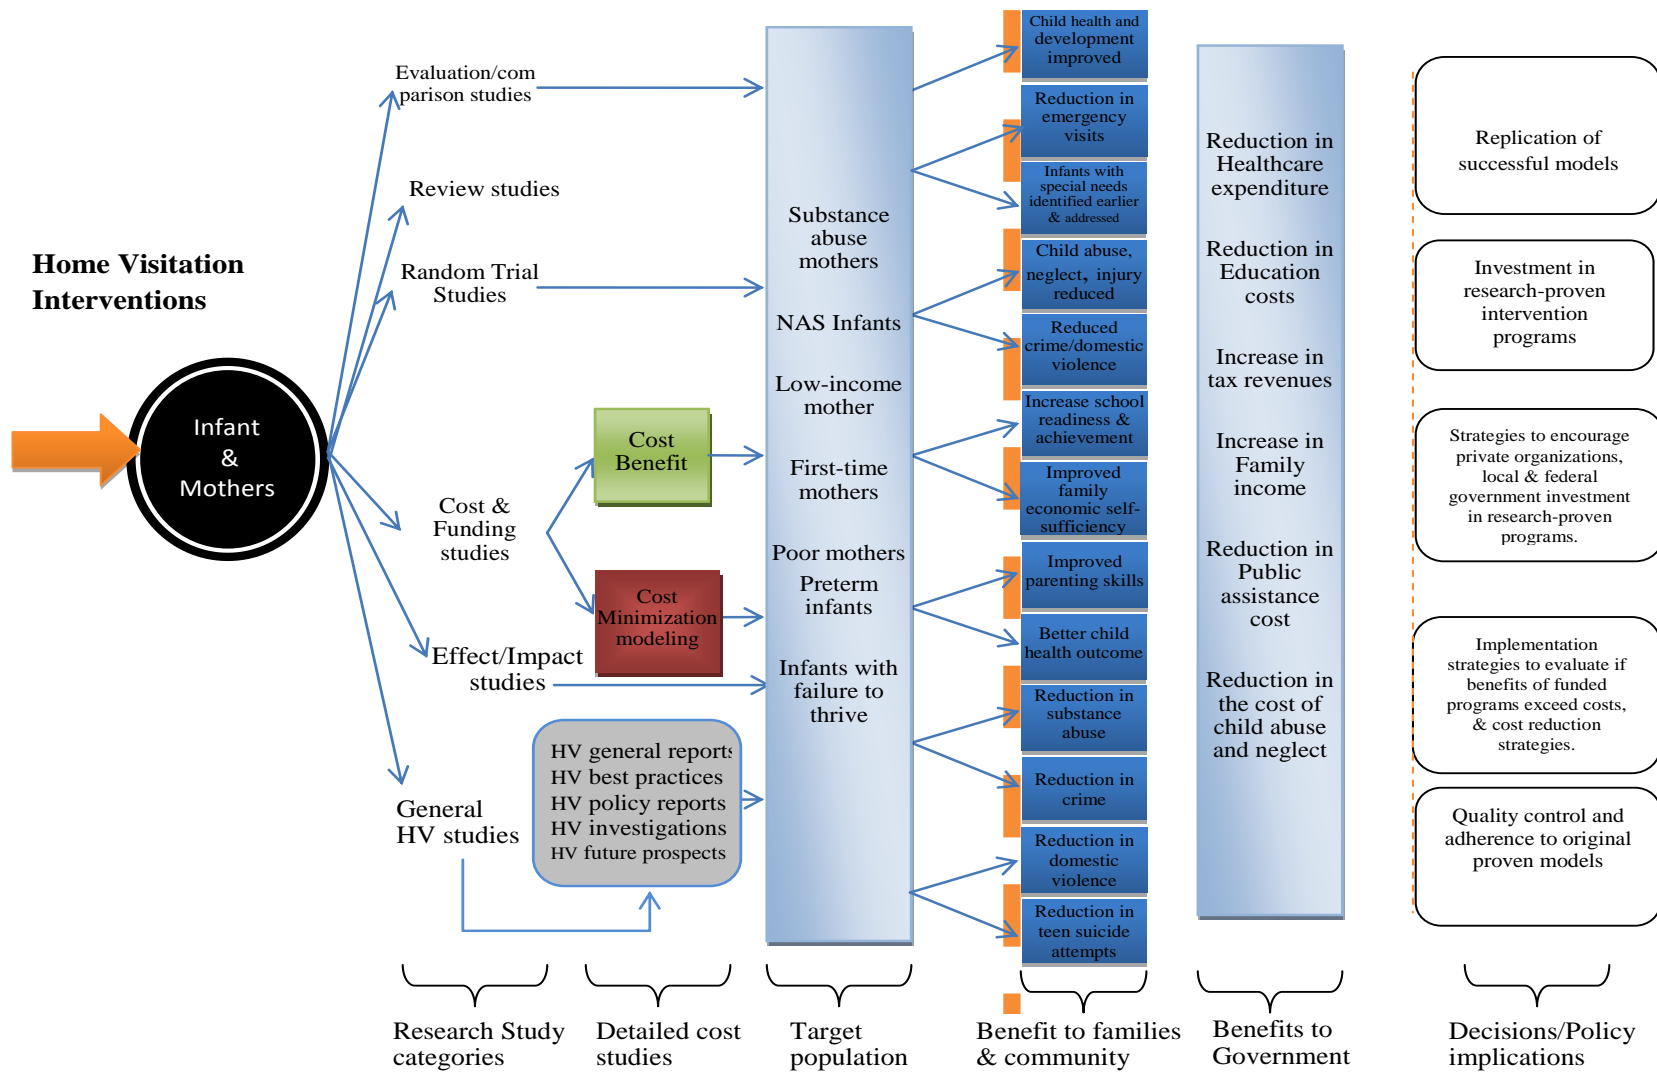 Home Visitation
Interventions
Infant
&
Mothers
Evaluation/com
parison studies
Review studies
Random Trial
Studies
Cost &
Funding
studies
Effect/Impact
studies
General
HV studies
Cost
Benefit
Cost
Minimization
modeling
HV general reports
HV best practices
HV policy reports
HV investigations
HV future prospects
Substance
abuse
mothers
NAS Infants
Low-income
mother
First-time
mothers
Poor mothers
Preterm
infants
Infants with
failure to
thrive
Child health and
development
improved
Reduction in
emergency
visits
Infants with
special needs
identified earlier
& addressed
Child abuse,
neglect, injury
reduced
Reduced
crime/domestic
violence
Increase school
readiness &
achievement
Improved
family
economic self-
sufficiency
Improved
parenting skills
Better child
health outcome
Reduction in
substance
abuse
Reduction in
crime
Reduction in
domestic
violence
Reduction in
teen suicide
attempts
Reduction in
Healthcare
expenditure
Reduction in
Education
costs
Increase in
tax revenues
Increase in
Family
income
Reduction in
Public
assistance
cost
Reduction in
the cost of
child abuse
and neglect
Replication of
successful models
Investment in
research-proven
intervention
programs
Strategies to encourage
private organizations,
local & federal
government investment
in research-proven
programs.
Implementation
strategies to evaluate if
benefits of funded
programs exceed costs,
& cost reduction
strategies.
Quality control and
adherence to original
proven models
Research Study
categories
Detailed cost
studies
Target
population
Benefit to families
& community
Benefits to
Government
Decisions/Policy
implications